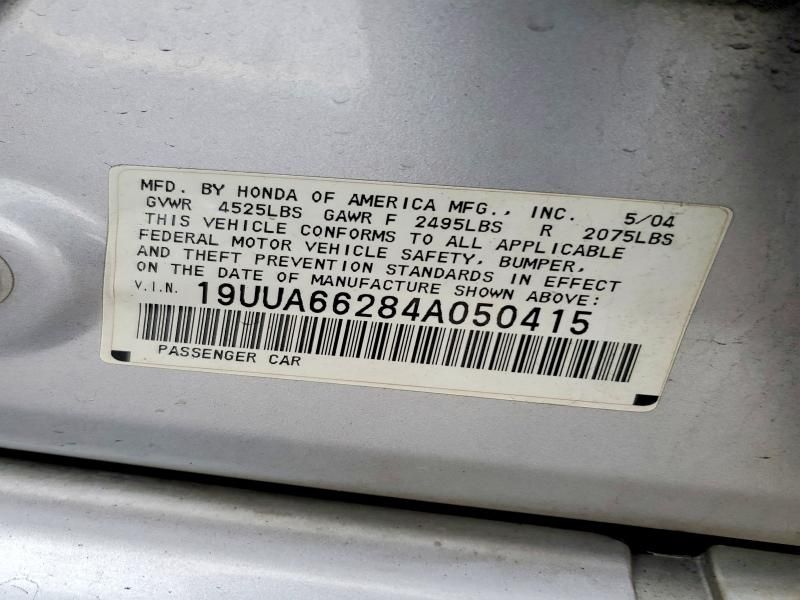 MFD. BY HONDA OF AMERICA MFG., INC. 5/04
GVWR 4525LBS GAWR F 2495LBS R 2075LBS
THIS VEHICLE CONFORMS TO ALL APPLICABLE
FEDERAL MOTOR VEHICLE SAFETY, BUMPER,
AND THEFT PREVENTION STANDARDS IN EFFECT
ON THE DATE OF MANUFACTURE SHOWN ABOVE:
V.I.N. 19UUA66284A050415
PASSENGER CAR